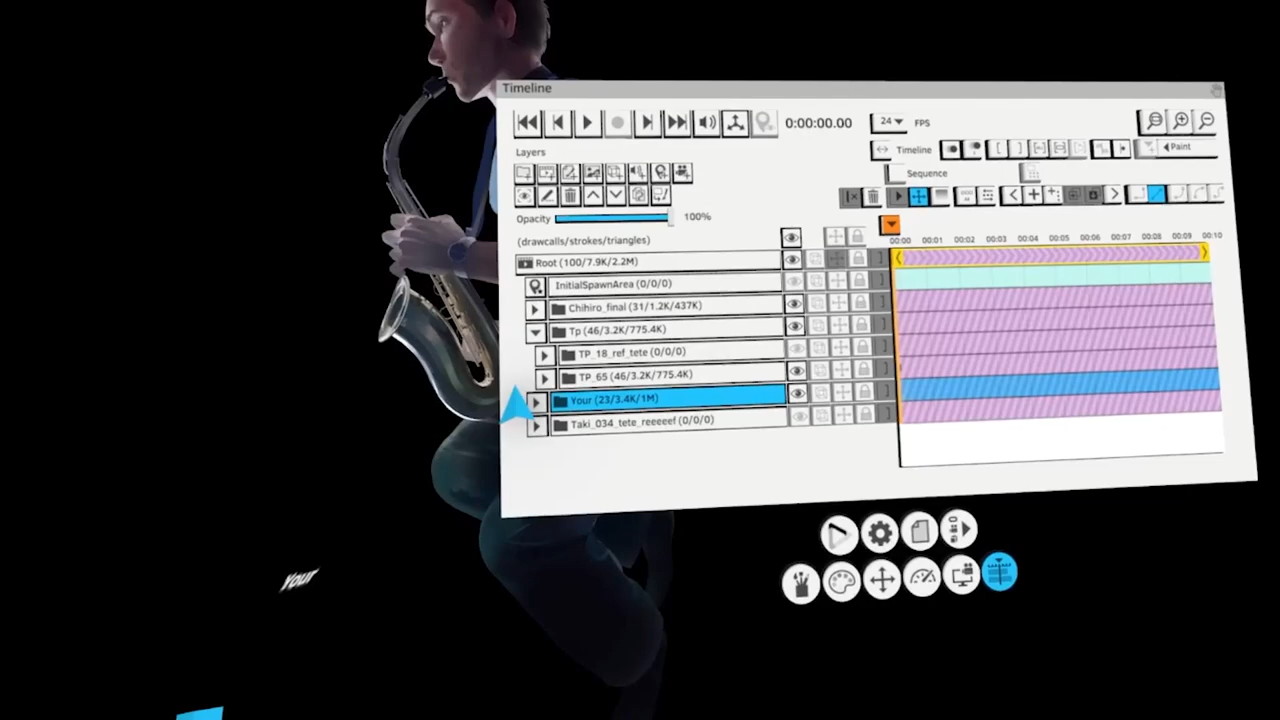 Timeline
0:00:00.00
24
FPS
Layers
Timeline
Paint
Sequence
Opacity
100%
(drawcalls/strokes/triangles)
00:00 00:01 00:02 00:03 00:04 00:05 00:06 00:07 00:08 00:09 00:10
Root (100/7.9K/2.2M)
InitialSpawnArea (0/0/0)
Chihiro_final (31/1.2K/437K)
Tp (46/3.2K/775.4K)
TP_18_ref_tete (0/0/0)
TP_65 (46/3.2K/775.4K)
Your (23/3.4K/1M)
Taki_034_tete_reeeeef (0/0/0)
Your